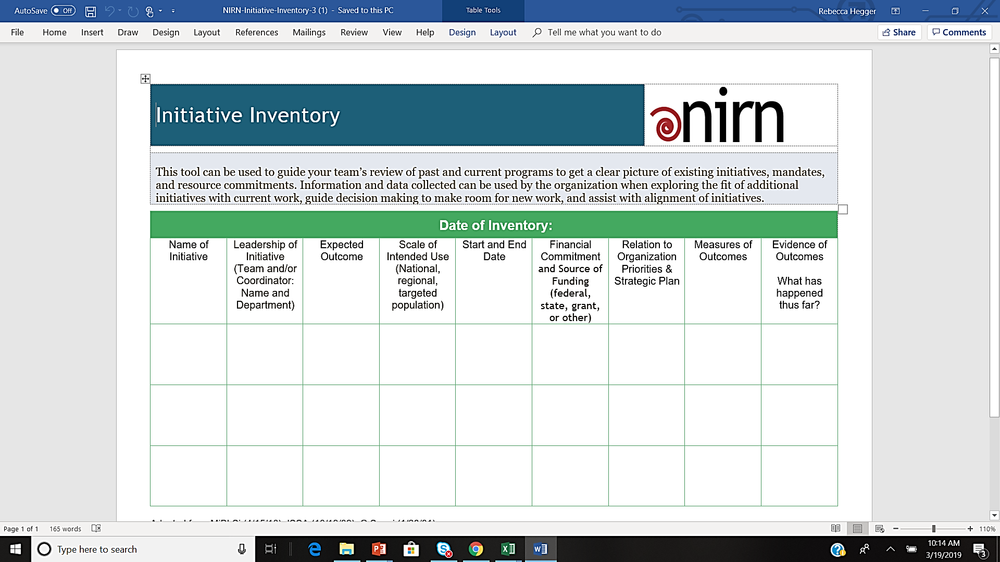 AutoSave Off NIRN-Initiative-Inventory-3 (1) - Saved to this PC Table Tools Rebecca Hegger
File Home Insert Draw Design Layout References Mailings Review View Help Design Layout Tell me what you want to do Share Comments
Initiative Inventory
nirn
This tool can be used to guide your team’s review of past and current programs to get a clear picture of existing initiatives, mandates,
and resource commitments. Information and data collected can be used by the organization when exploring the fit of additional
initiatives with current work, guide decision making to make room for new work, and assist with alignment of initiatives.
Date of Inventory:
Name of
Initiative
Leadership of
Initiative
(Team and/or
Coordinator:
Name and
Department)
Expected
Outcome
Scale of
Intended Use
(National,
regional,
targeted
population)
Start and End
Date
Financial
Commitment
and Source of
Funding
(federal,
state, grant,
or other)
Relation to
Organization
Priorities &
Strategic Plan
Measures of
Outcomes
Evidence of
Outcomes
What has
happened
thus far?
Page 1 of 1 165 words 110%
Type here to search
10:14 AM
3/19/2019
3